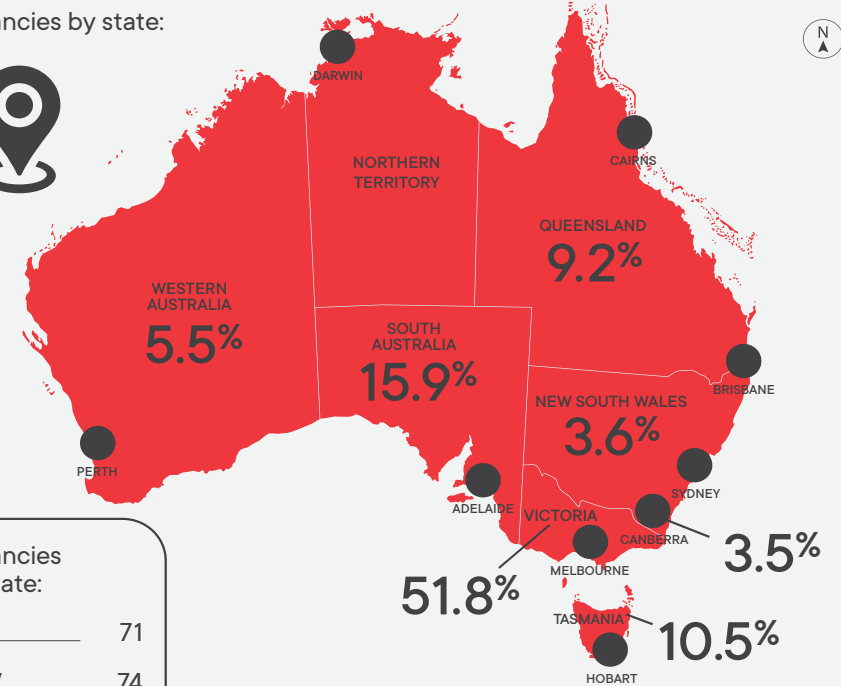 ancies by state:
N
DARWIN
CAIRNS
NORTHERN
TERRITORY
QUEENSLAND
9.2%
WESTERN
AUSTRALIA
5.5%
SOUTH
AUSTRALIA
15.9%
BRISBANE
NEW SOUTH WALES
3.6%
PERTH
SYDNEY
ADELAIDE
VICTORIA
CANBERRA
3.5%
MELBOURNE
51.8%
TASMANIA
10.5%
HOBART
ancies
ate:
71
74